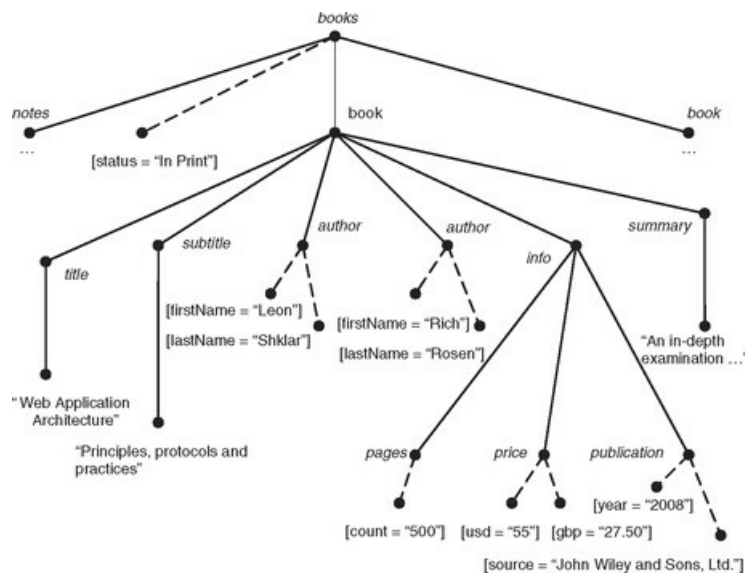 books
notes
book
book
…
[status = “In Print”]
…
title
subtitle
author
author
info
summary
[firstName = “Leon”]
[lastName = “Shklar”]
[firstName = “Rich”]
[lastName = “Rosen”]
“An in-depth
examination …“
“Web Application
Architecture”
“Principles, protocols and
practices”
pages
price
publication
[count = “500”]
[usd = “55”]
[gbp = “27.50”]
[year = “2008”]
[source = “John Wiley and Sons, Ltd.”]